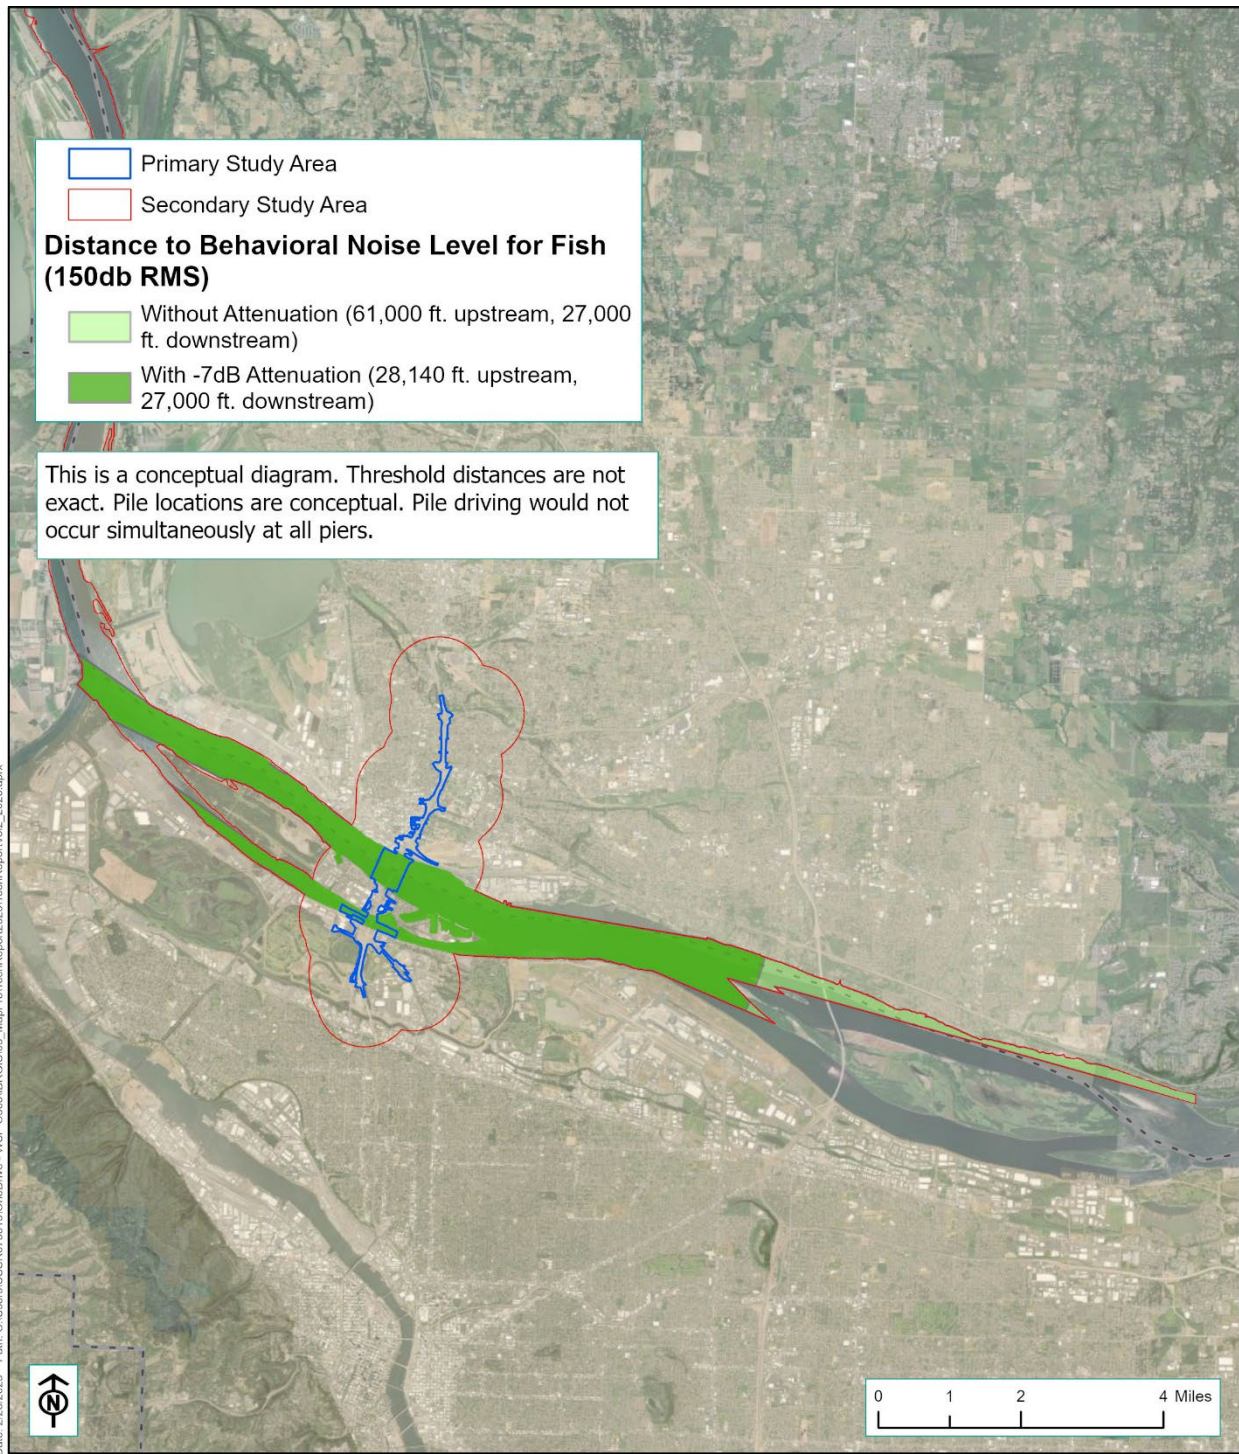 Primary Study Area
Secondary Study Area
Distance to Behavioral Noise Level for Fish
(150db RMS)
Without Attenuation (61,000 ft. upstream, 27,000
ft. downstream)
With -7dB Attenuation (28,140 ft. upstream,
27,000 ft. downstream)
This is a conceptual diagram. Threshold distances are not
exact. Pile locations are conceptual. Pile driving would not
occur simultaneously at all piers.
N
0 1 2 4 Miles